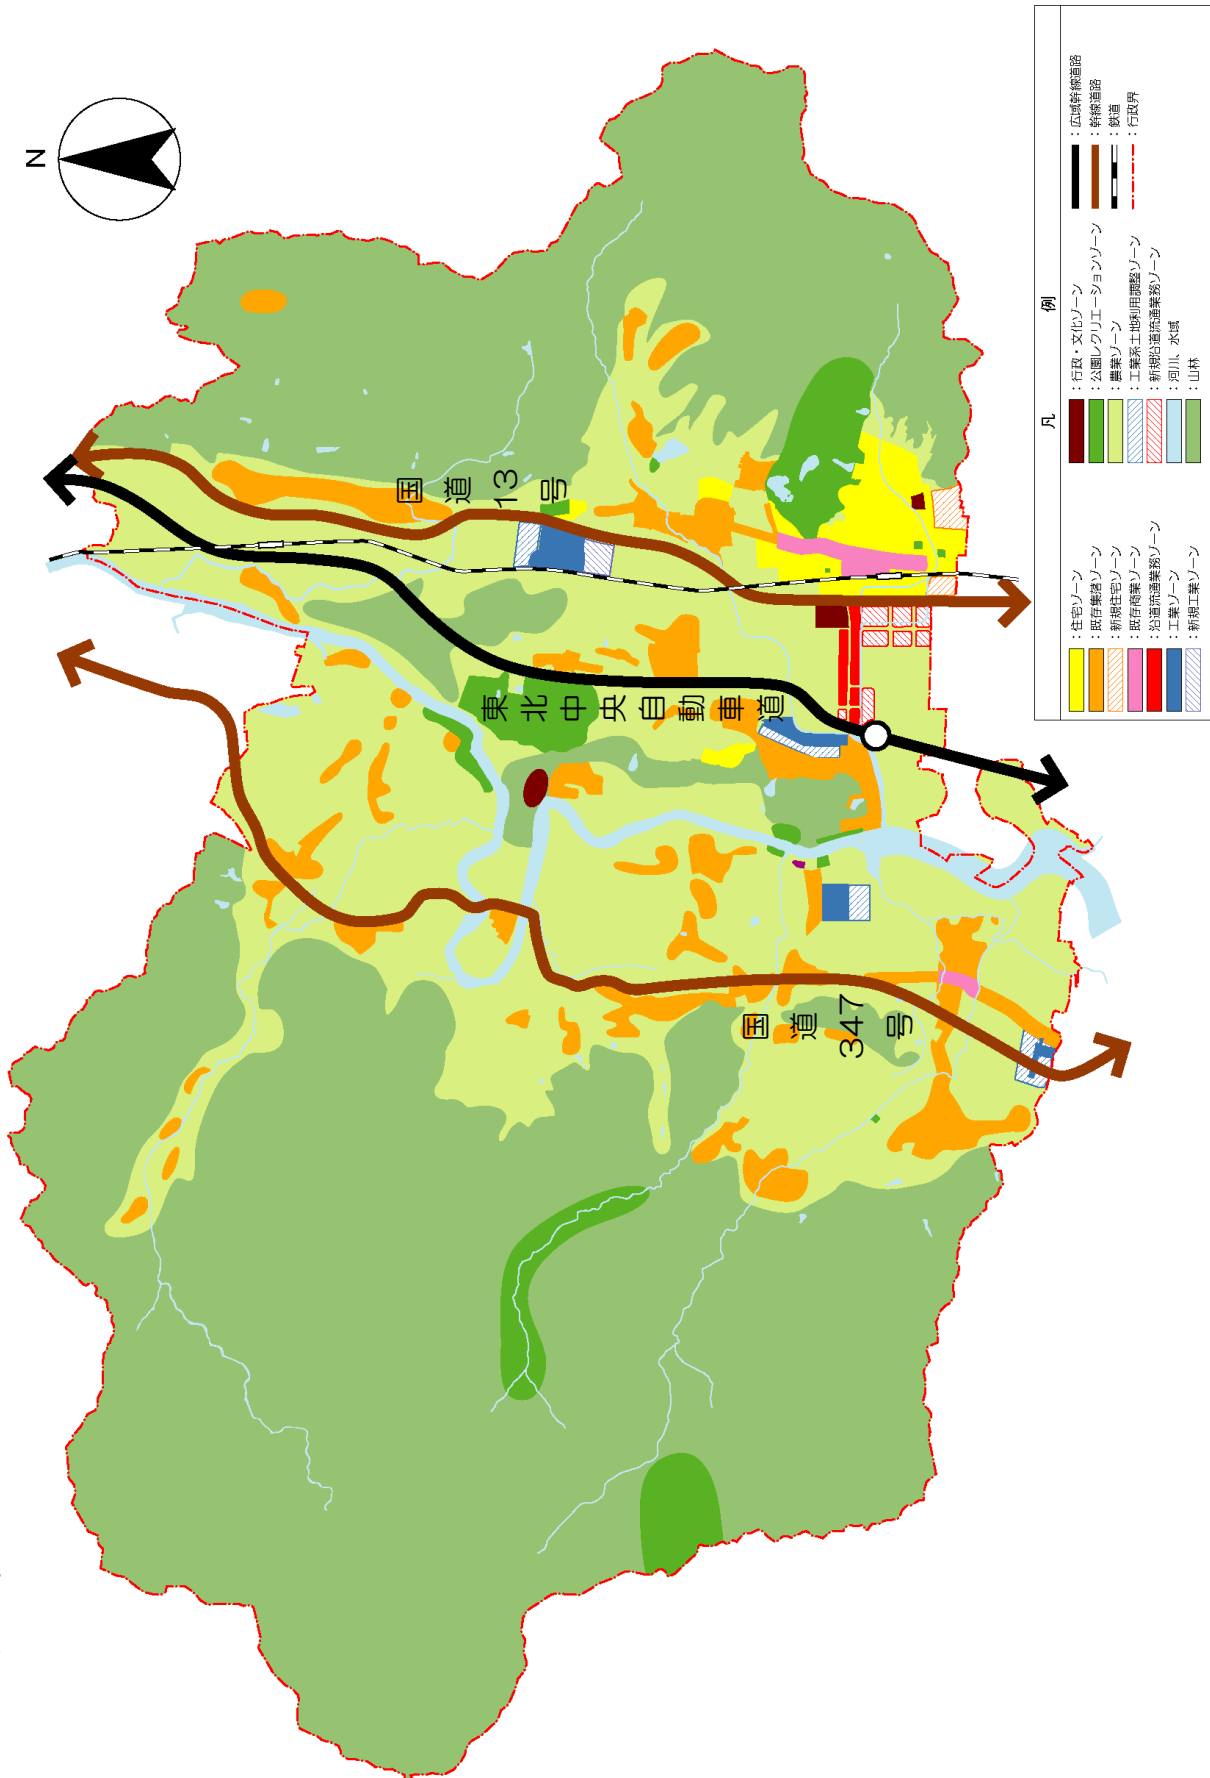 N
国道13号
東北中央自動車道
国道347号
凡例
：住宅ゾーン
：既存集落ゾーン
：新規住宅ゾーン
：既存商業ゾーン
：沿道流通業務ゾーン
：工業ゾーン
：新規工業ゾーン
：行政・文化ゾーン
：公園レクリエーションゾーン
：農業ゾーン
：工業系土地利用調整ゾーン
：新規沿道流通業務ゾーン
：河川、水域
：山林
：広域幹線道路
：幹線道路
：鉄道
：行政界